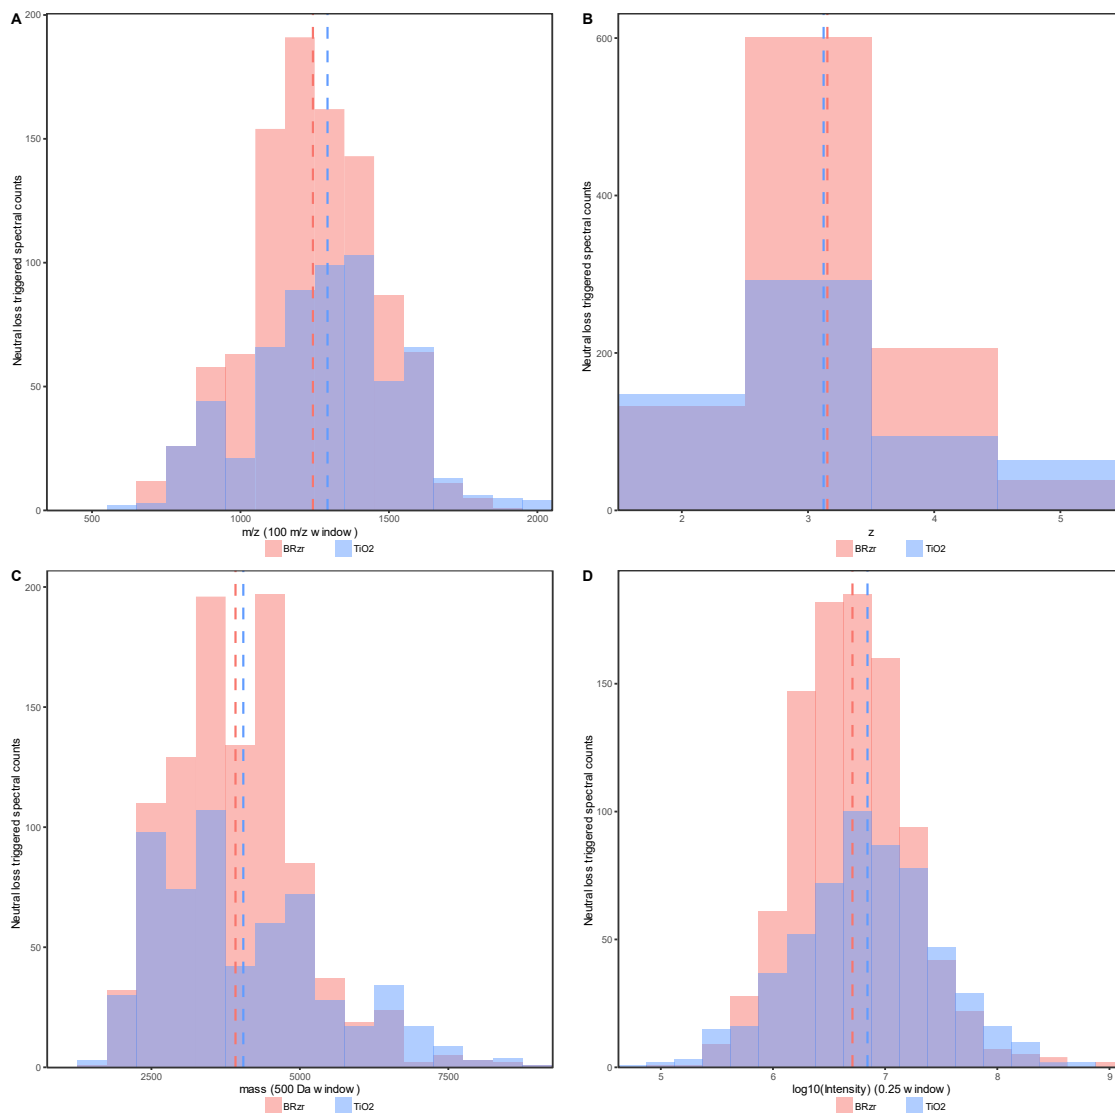 A
Neutral loss triggered spectral counts
200
150
100
50
0
500
1000
1500
2000
m/z (100 m/z window)
BRzr
TiO2
B
Neutral loss triggered spectral counts
600
400
200
0
2
3
4
5
z
BRzr
TiO2
C
Neutral loss triggered spectral counts
200
150
100
50
0
2500
5000
7500
mass (500 Da window)
BRzr
TiO2
D
Neutral loss triggered spectral counts
150
100
50
0
5
6
7
8
9
log10(Intensity) (0.25 window)
BRzr
TiO2